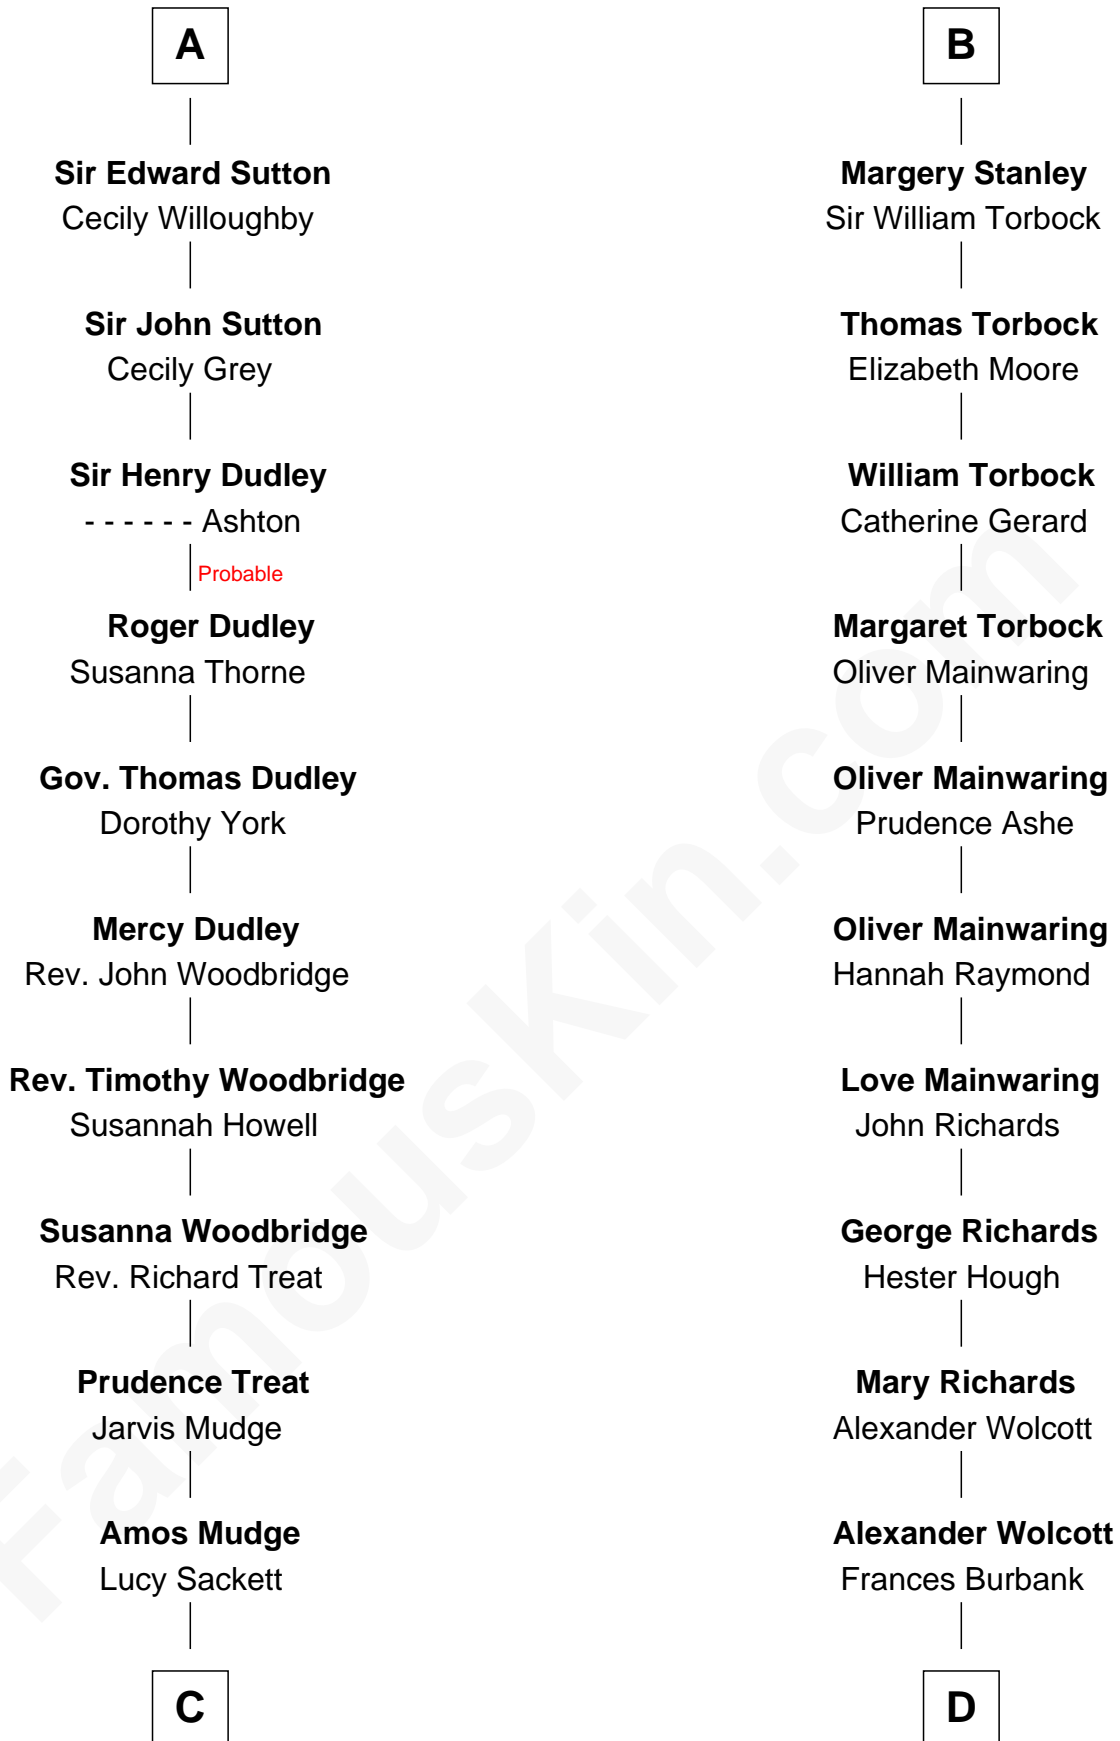 A
Sir Edward Sutton
Cecily Willoughby
Sir John Sutton
Cecily Grey
Sir Henry Dudley
- - - - - - Ashton
Probable
Roger Dudley
Susanna Thorne
Gov. Thomas Dudley
Dorothy York
Mercy Dudley
Rev. John Woodbridge
Rev. Timothy Woodbridge
Susannah Howell
Susanna Woodbridge
Rev. Richard Treat
Prudence Treat
Jarvis Mudge
Amos Mudge
Lucy Sackett
C
B
Margery Stanley
Sir William Torbock
Thomas Torbock
Elizabeth Moore
William Torbock
Catherine Gerard
Margaret Torbock
Oliver Mainwaring
Oliver Mainwaring
Prudence Ashe
Oliver Mainwaring
Hannah Raymond
Love Mainwaring
John Richards
George Richards
Hester Hough
Mary Richards
Alexander Wolcott
Alexander Wolcott
Frances Burbank
D
FamousKin.com